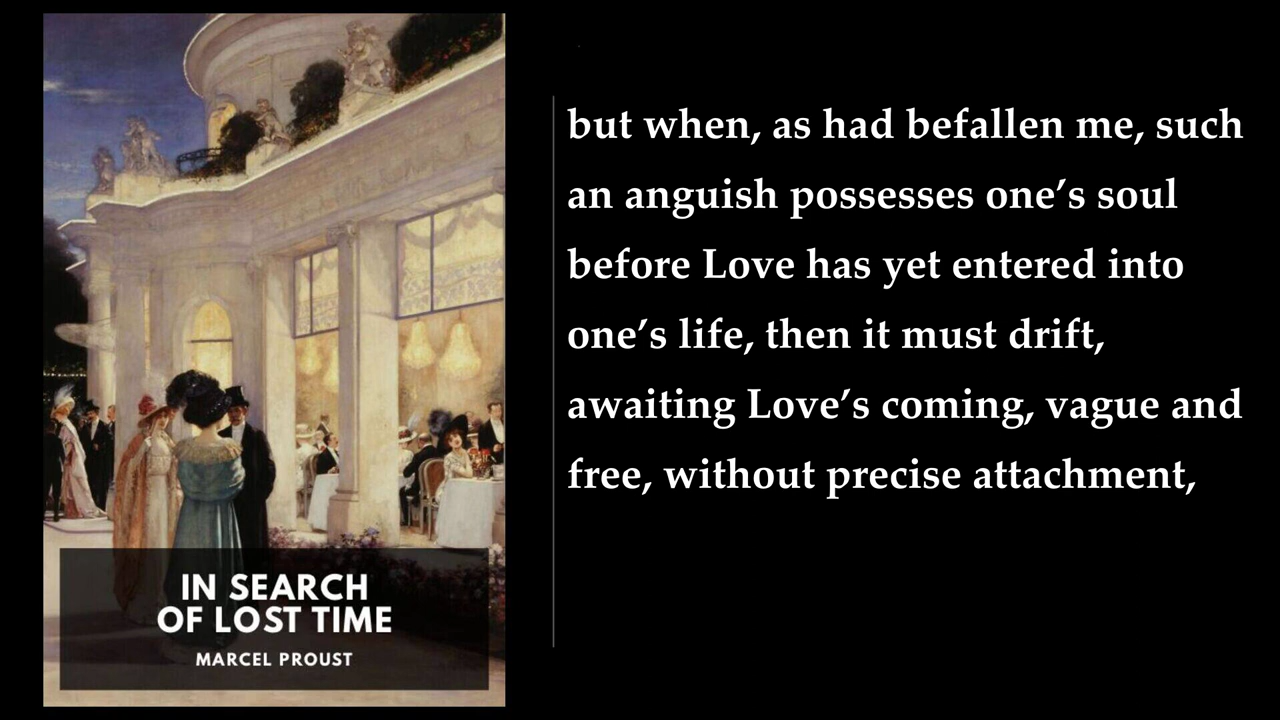 but when, as had befallen me, such
an anguish possesses one’s soul
before Love has yet entered into
one’s life, then it must drift,
awaiting Love’s coming, vague and
free, without precise attachment,
IN SEARCH
OF LOST TIME
MARCEL PROUST